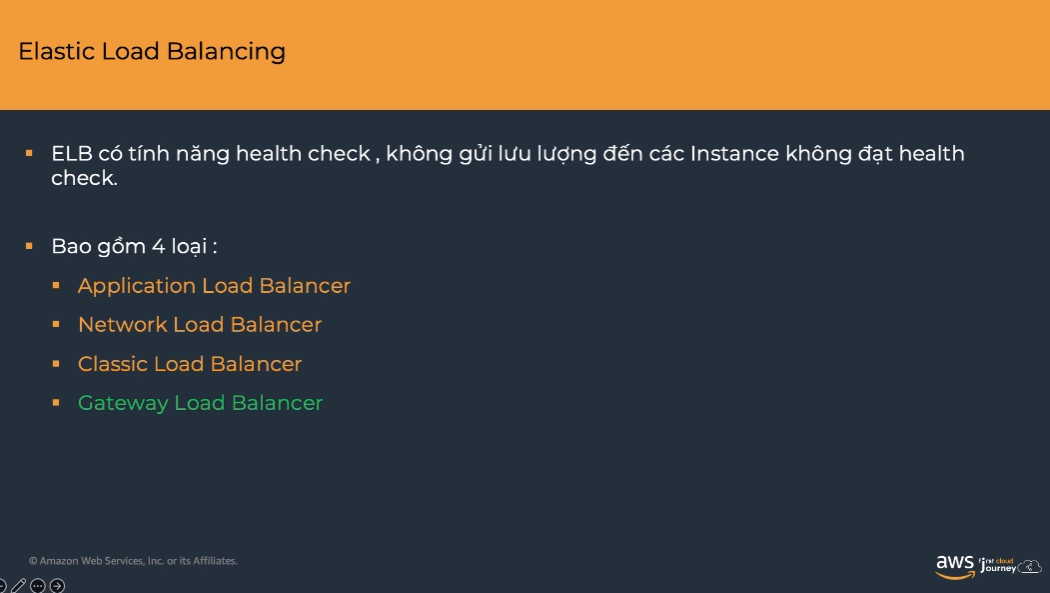 Elastic Load Balancing
ELB có tính năng health check , không gửi lưu lượng đến các Instance không đạt health
check.
Bao gồm 4 loại :
Application Load Balancer
Network Load Balancer
Classic Load Balancer
Gateway Load Balancer
© Amazon Web Services, Inc. or its Affiliates.
aws
first cloud
journey